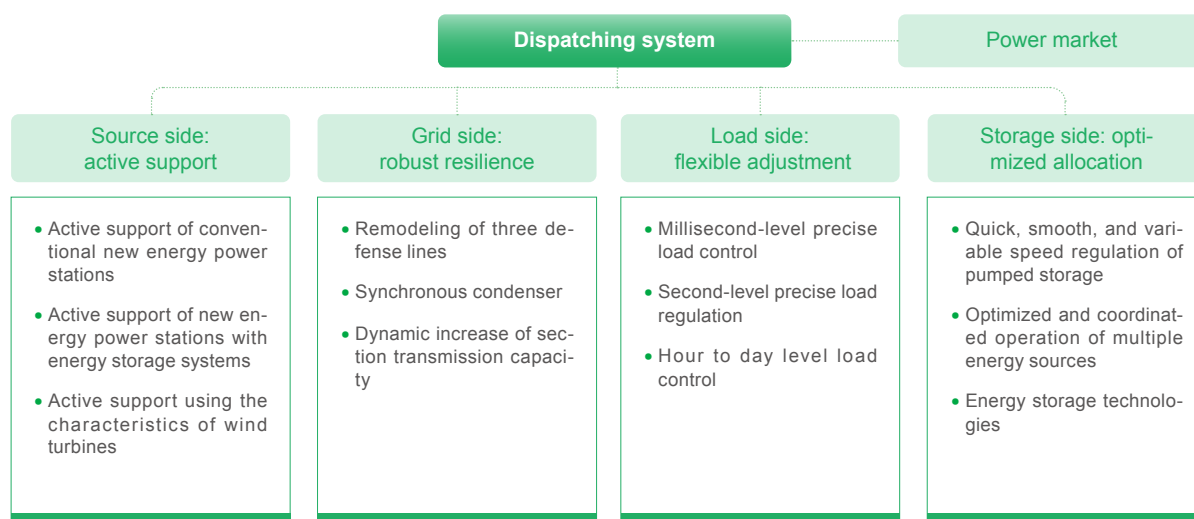 Dispatching system
Power market
Source side:
active support
Grid side:
robust resilience
Load side:
flexible adjustment
Storage side: opti-
mized allocation
• Active support of conven-
tional new energy power
stations
• Active support of new en-
ergy power stations with
energy storage systems
• Active support using the
characteristics of wind
turbines
• Remodeling of three de-
fense lines
• Synchronous condenser
• Dynamic increase of sec-
tion transmission capaci-
ty
• Millisecond-level precise
load control
• Second-level precise load
regulation
• Hour to day level load
control
• Quick, smooth, and vari-
able speed regulation of
pumped storage
• Optimized and coordinat-
ed operation of multiple
energy sources
• Energy storage technolo-
gies